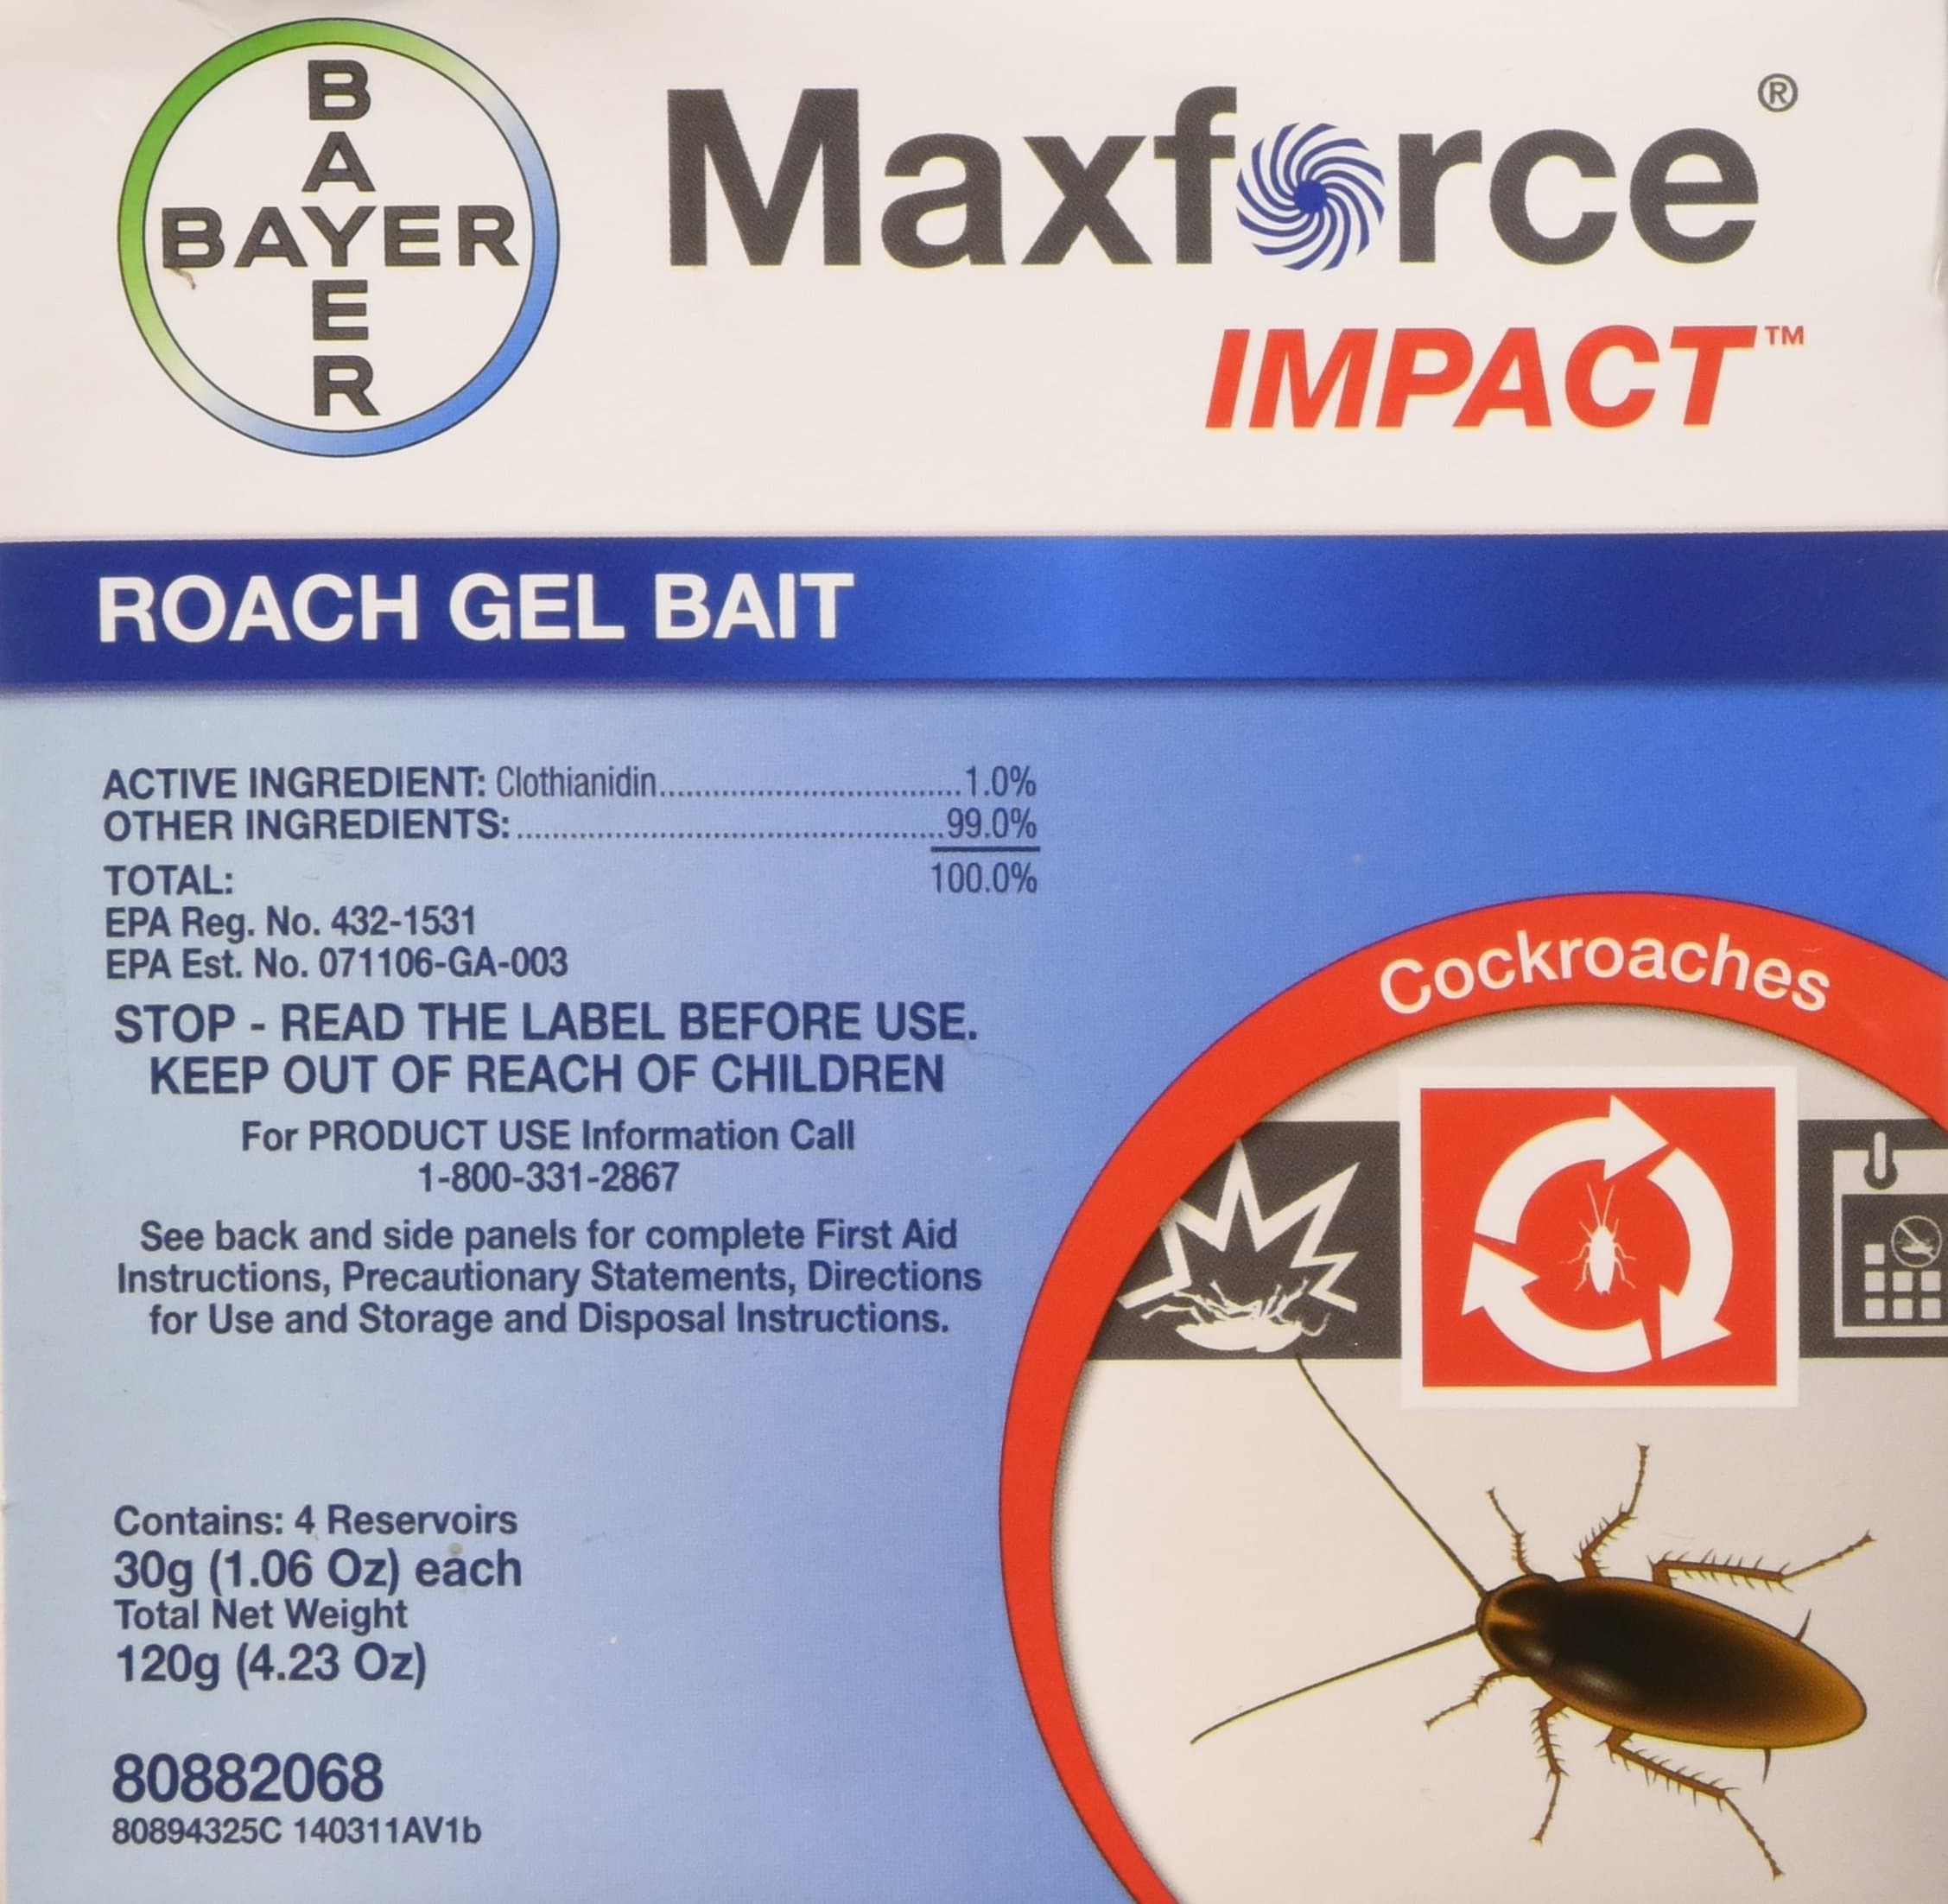 BAYER
BAYER
Maxforce®
IMPACT™
ROACH GEL BAIT
ACTIVE INGREDIENT: Clothianidin..................................1.0%
OTHER INGREDIENTS:................................................99.0%
TOTAL: 100.0%
EPA Reg. No. 432-1531
EPA Est. No. 071106-GA-003
STOP - READ THE LABEL BEFORE USE.
KEEP OUT OF REACH OF CHILDREN
For PRODUCT USE Information Call
1-800-331-2867
See back and side panels for complete First Aid
Instructions, Precautionary Statements, Directions
for Use and Storage and Disposal Instructions.
Cockroaches
Contains: 4 Reservoirs
30g (1.06 Oz) each
Total Net Weight
120g (4.23 Oz)
80882068
80894325C 140311AV1b